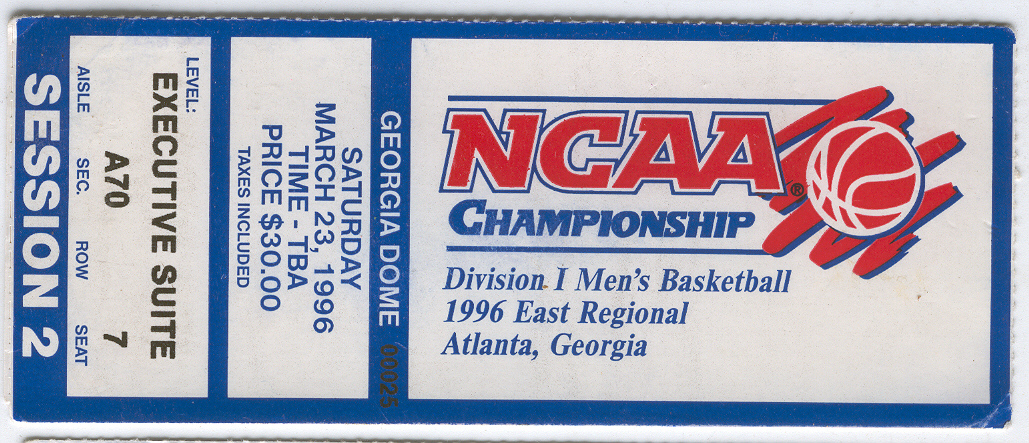 SESSION 2
AISLE SEC. ROW SEAT
A70 7
EXECUTIVE SUITE
LEVEL:
SATURDAY
MARCH 23, 1996
TIME - TBA
PRICE $30.00
TAXES INCLUDED
GEORGIA DOME 00025
NCAA®
CHAMPIONSHIP
Division I Men's Basketball
1996 East Regional
Atlanta, Georgia